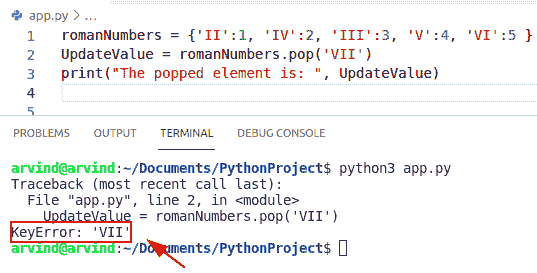 app.py > ...
1 romanNumbers = {'II':1, 'IV':2, 'III':3, 'V':4, 'VI':5 }
2 UpdateValue = romanNumbers.pop('VII')
3 print("The popped element is: ", UpdateValue)
4
5
PROBLEMS OUTPUT TERMINAL DEBUG CONSOLE
arvind@arvind:~/Documents/PythonProject$ python3 app.py
Traceback (most recent call last):
File "app.py", line 2, in <module>
UpdateValue = romanNumbers.pop('VII')
KeyError: 'VII'
arvind@arvind:~/Documents/PythonProject$